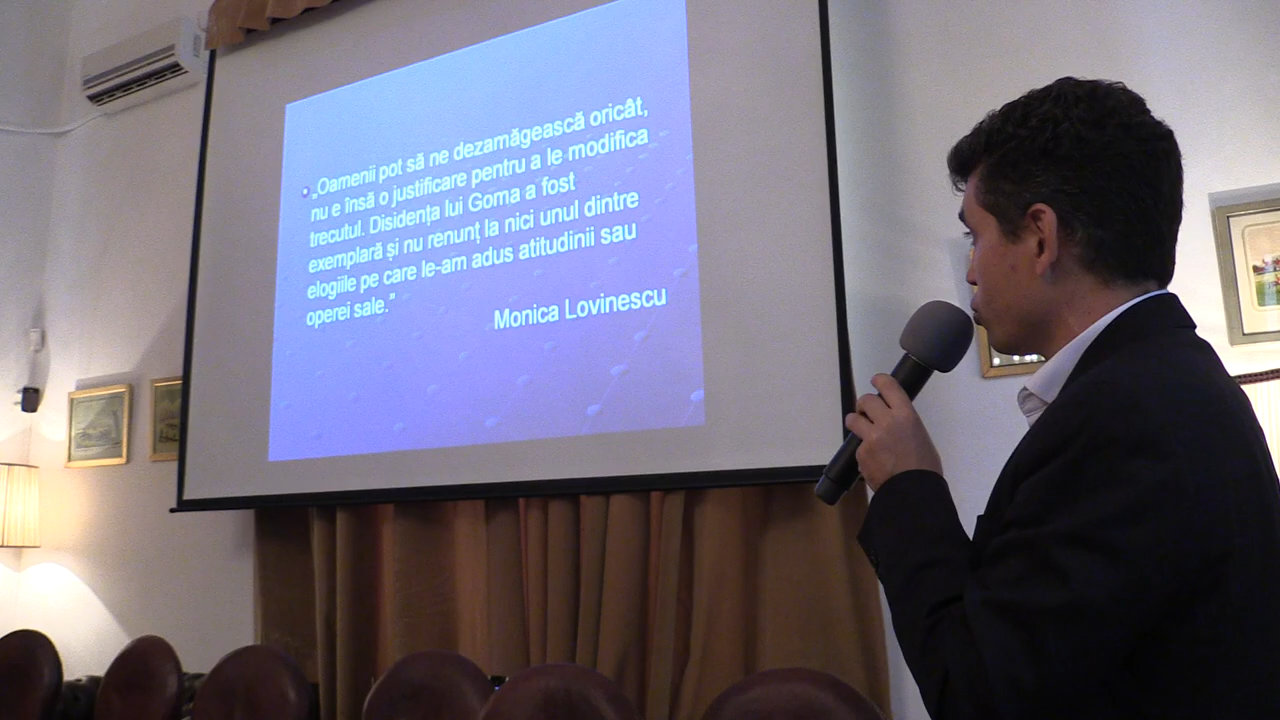 „Oamenii pot să ne dezamăgească oricât,
nu e însă o justificare pentru a le modifica
trecutul. Disidența lui Goma a fost
exemplară și nu renunț la nici unul dintre
elogiile pe care le-am adus atitudinii sau
operei sale.”
Monica Lovinescu